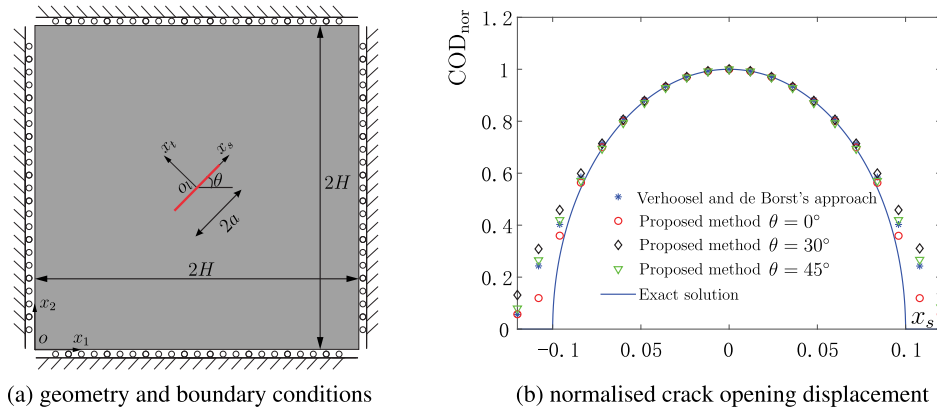 x_t
x_s
o_l
θ
2a
2H
2H
x_2
o
x_1
(a) geometry and boundary conditions
COD_nor
1.2
1
0.8
0.6
0.4
0.2
0
Verhoosel and de Borst's approach
Proposed method θ = 0°
Proposed method θ = 30°
Proposed method θ = 45°
Exact solution
x_s
−0.1
0.05
0
0.05
0.1
(b) normalised crack opening displacement